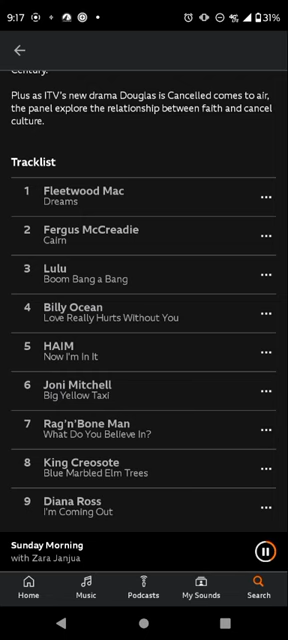 9:17
31%
Century.
Plus as ITV's new drama Douglas is Cancelled comes to air,
the panel explore the relationship between faith and cancel
culture.
Tracklist
1 Fleetwood Mac
Dreams
2 Fergus McCreadie
Cairn
3 Lulu
Boom Bang a Bang
4 Billy Ocean
Love Really Hurts Without You
5 HAIM
Now I'm In It
6 Joni Mitchell
Big Yellow Taxi
7 Rag'n'Bone Man
What Do You Believe In?
8 King Creosote
Blue Marbled Elm Trees
9 Diana Ross
I'm Coming Out
Sunday Morning
with Zara Janjua
Home Music Podcasts My Sounds Search